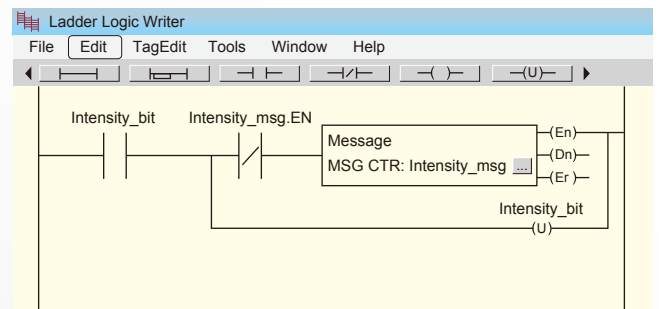 Ladder Logic Writer
File Edit TagEdit Tools Window Help
(U)
Intensity_bit Intensity_msg.EN
Message
MSG CTR: Intensity_msg ...
(En)
(Dn)
(Er)
Intensity_bit
(U)